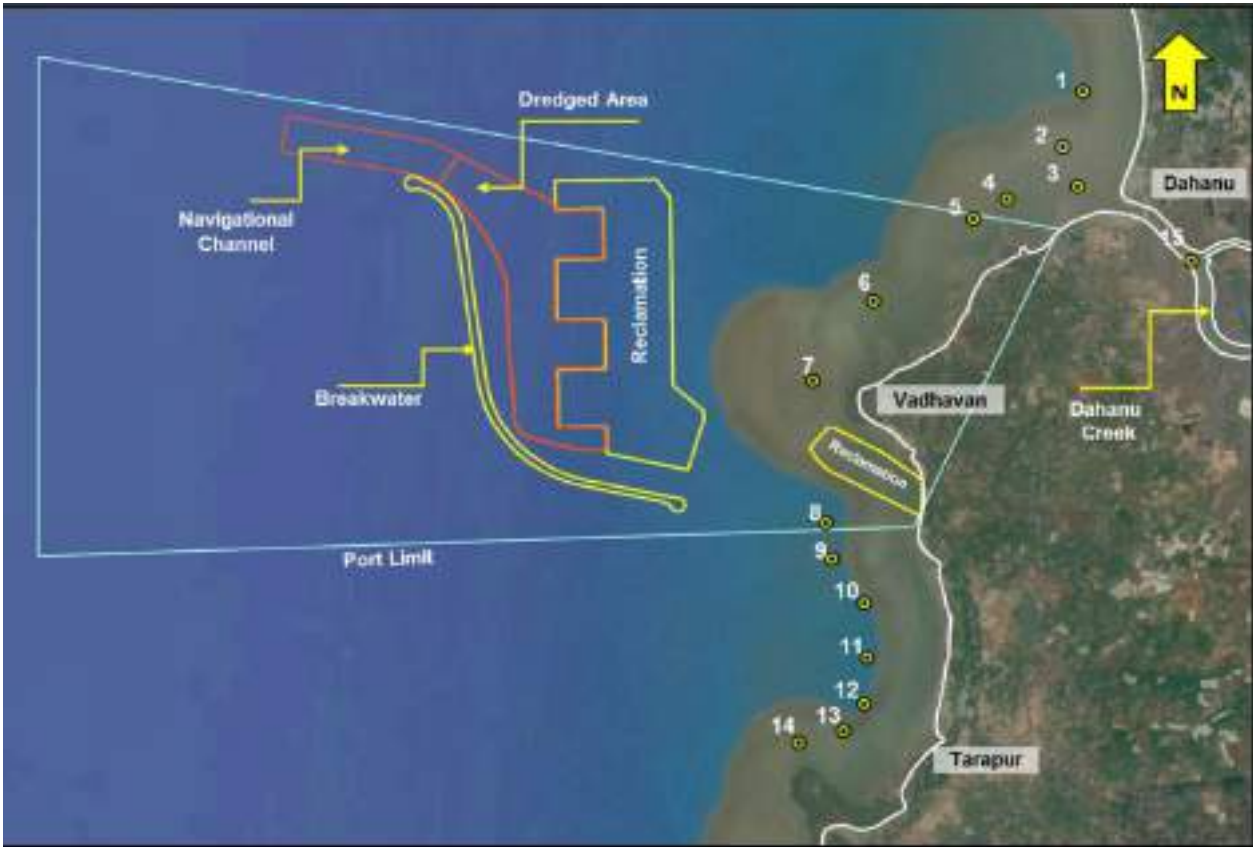 N
1
Dredged Area
2
3
Dahanu
4
5
Navigational
Channel
15
Reclamation
6
7
Breakwater
Vadhavan
Dahanu
Creek
Reclamation
8
9
Port Limit
10
11
12
13
14
Tarapur